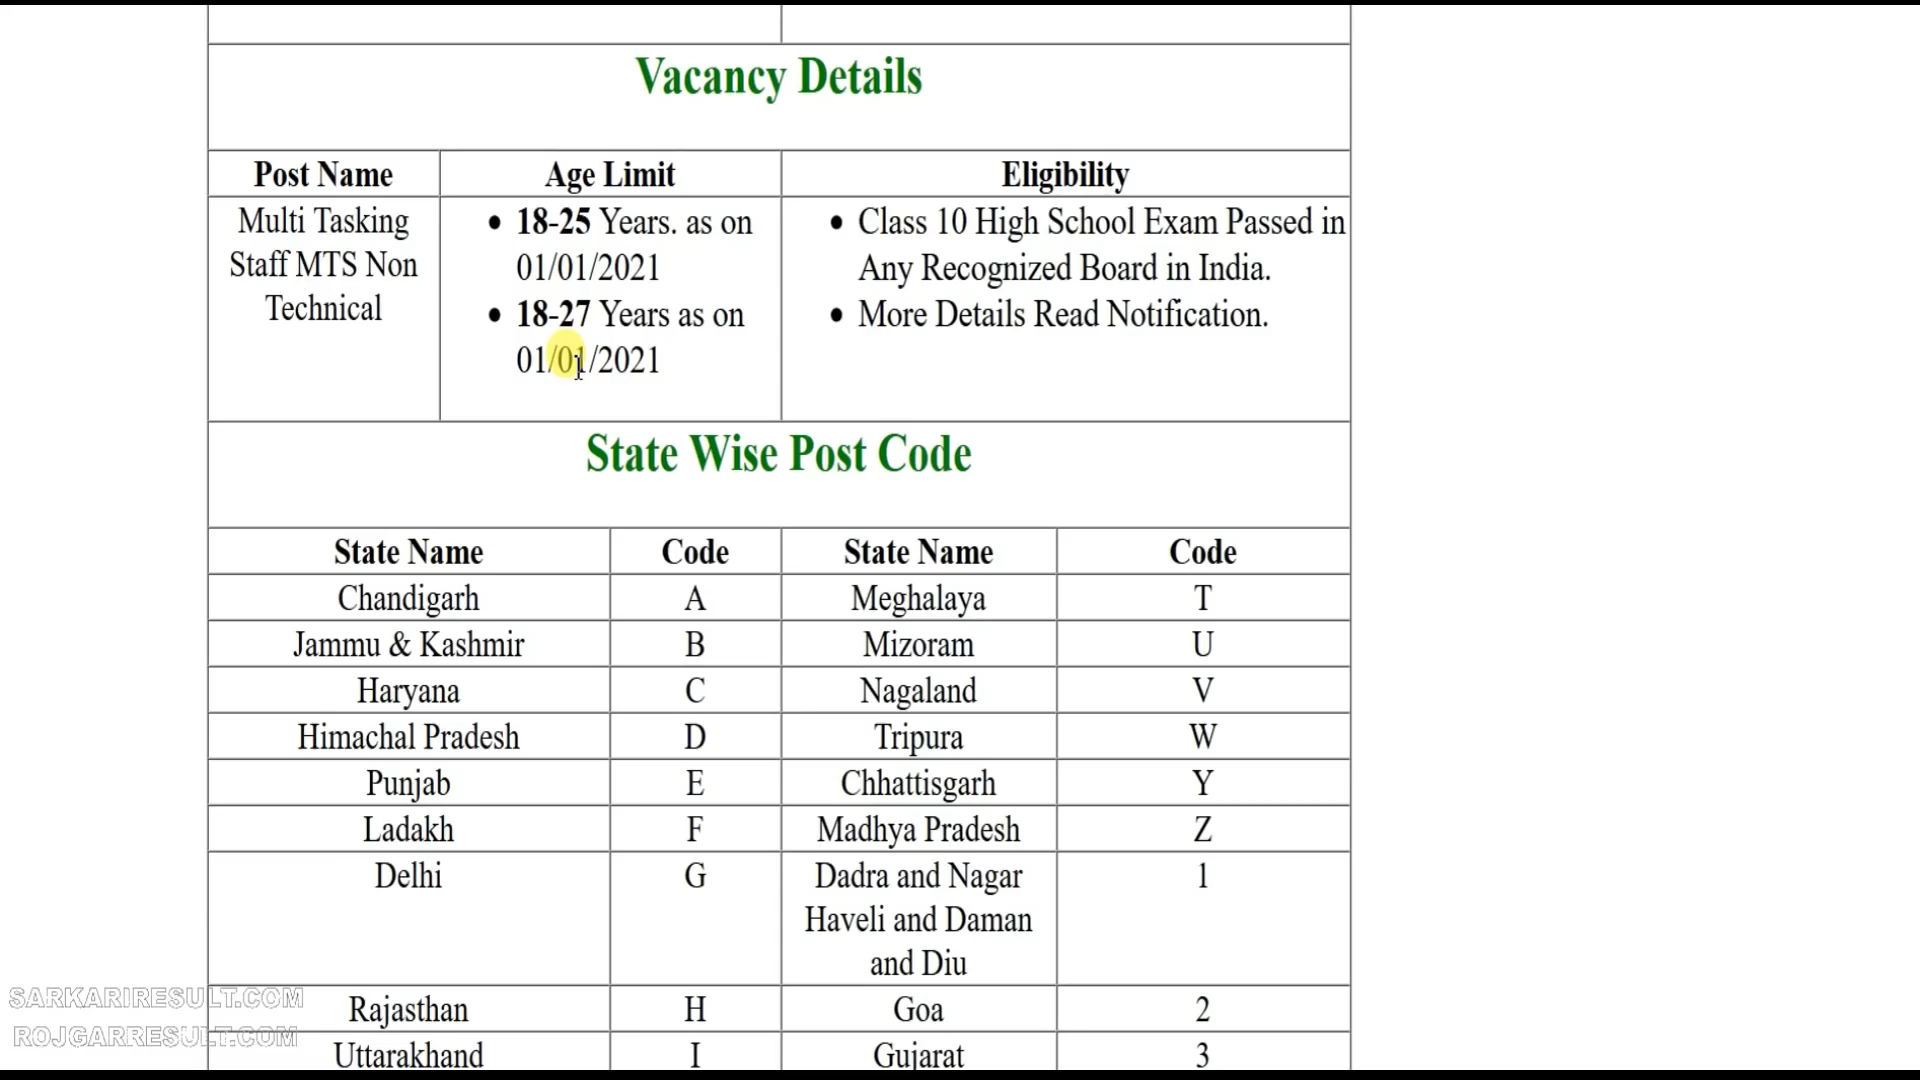 Vacancy Details
Post Name Age Limit Eligibility
Multi Tasking
Staff MTS Non
Technical
• 18-25 Years. as on
01/01/2021
• 18-27 Years as on
01/01/2021
• Class 10 High School Exam Passed in
Any Recognized Board in India.
• More Details Read Notification.
State Wise Post Code
State Name Code State Name Code
Chandigarh A Meghalaya T
Jammu & Kashmir B Mizoram U
Haryana C Nagaland V
Himachal Pradesh D Tripura W
Punjab E Chhattisgarh Y
Ladakh F Madhya Pradesh Z
Delhi G Dadra and Nagar 1
Haveli and Daman
and Diu
Rajasthan H Goa 2
Uttarakhand I Gujarat 3
SARKARIRESULT.COM
ROJGARRESULT.COM